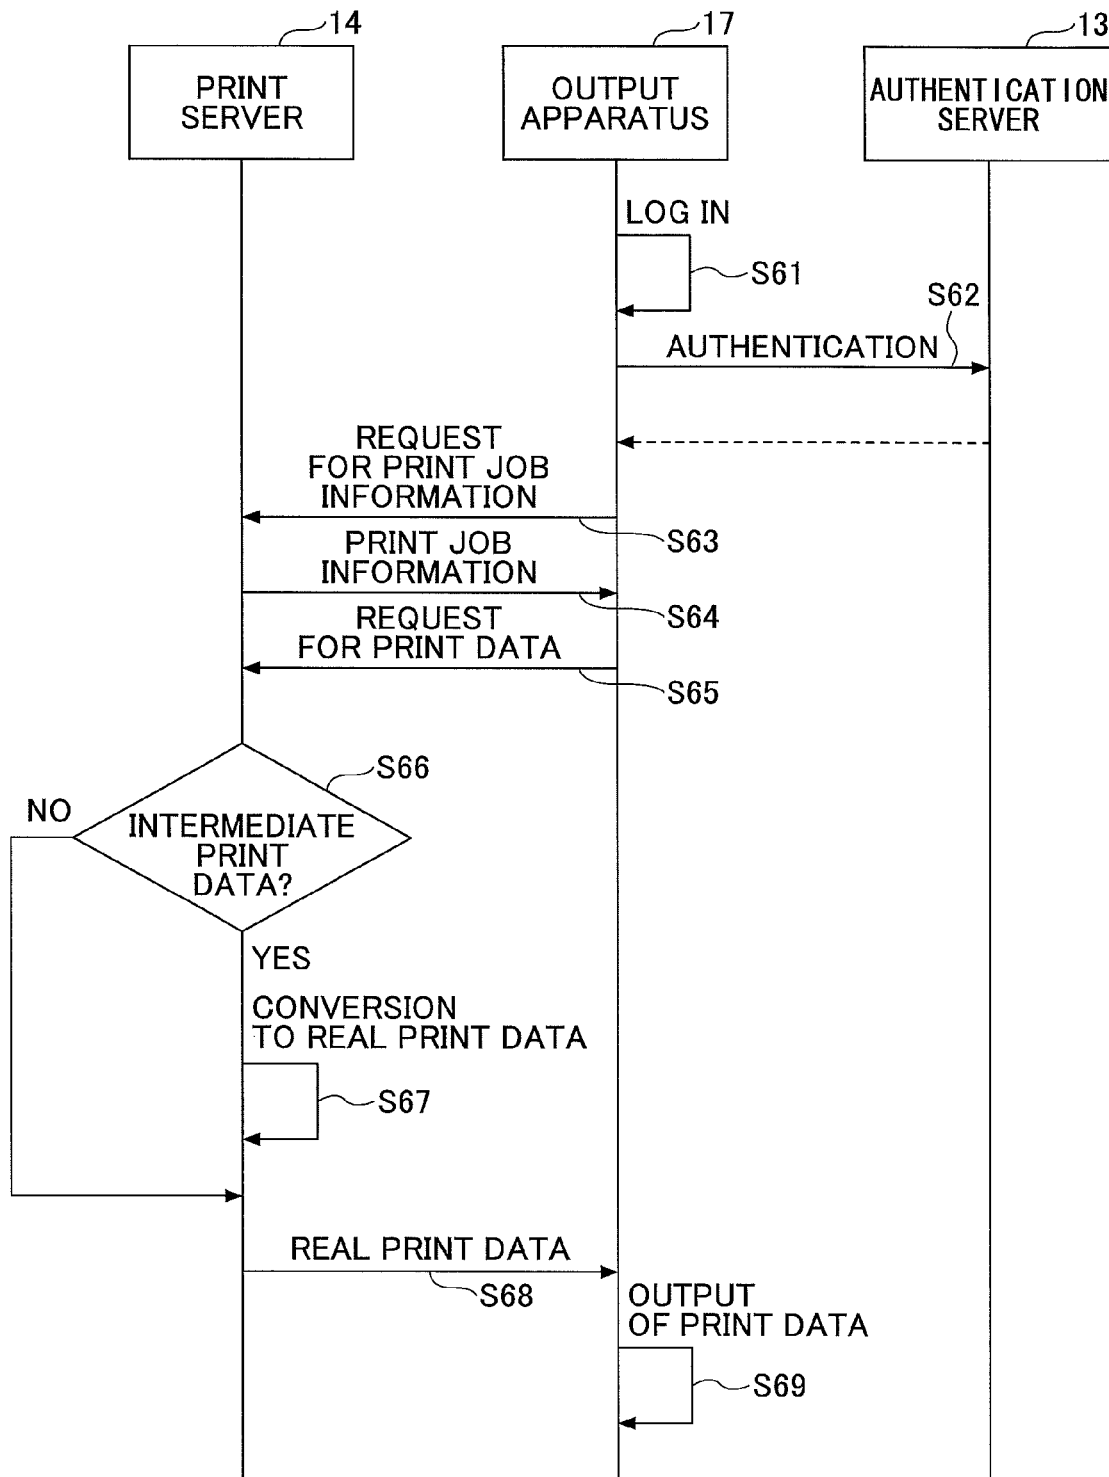 14
17
13
PRINT
SERVER
OUTPUT
APPARATUS
AUTHENTICATION
SERVER
LOG IN
S61
S62
AUTHENTICATION
REQUEST
FOR PRINT JOB
INFORMATION
S63
PRINT JOB
INFORMATION
S64
REQUEST
FOR PRINT DATA
S65
S66
NO
INTERMEDIATE
PRINT
DATA?
YES
CONVERSION
TO REAL PRINT DATA
S67
REAL PRINT DATA
S68
OUTPUT
OF PRINT DATA
S69